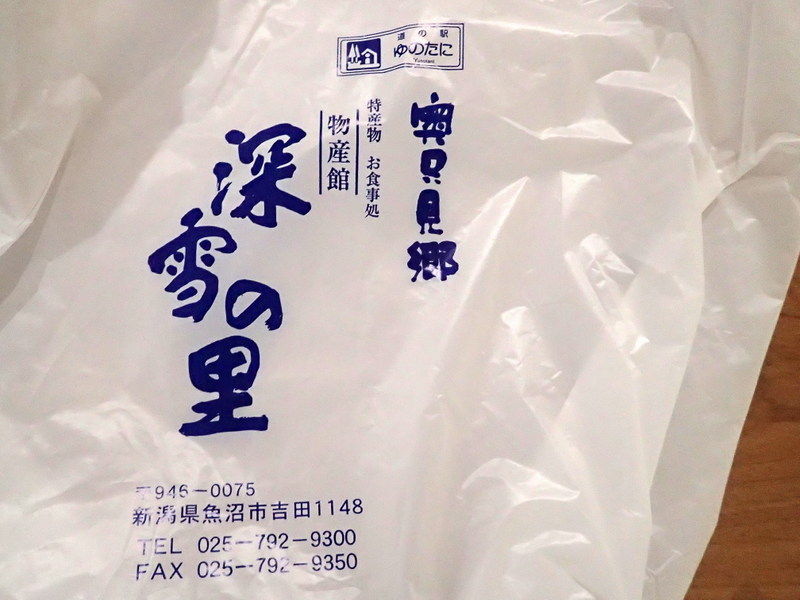 道の駅
ゆのたに
Yunotani
奥只見郷
特産物 お食事処
物産館
深雪の里
〒946-0075
新潟県魚沼市吉田1148
TEL 025-792-9300
FAX 025-792-9350